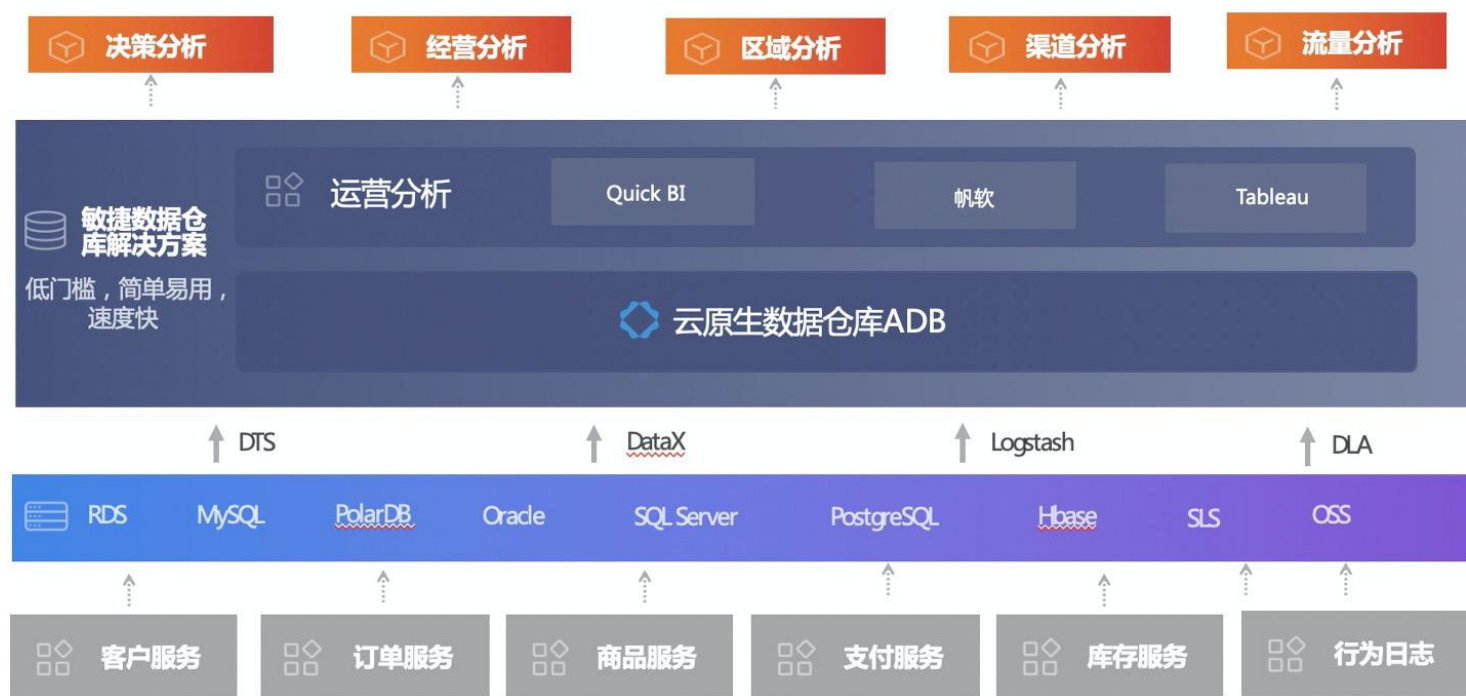 决策分析 经营分析 区域分析 渠道分析 流量分析
运营分析 Quick BI 帆软 Tableau
敏捷数据仓
库解决方案
低门槛，简单易用，
速度快
云原生数据仓库ADB
DTS DataX Logstash DLA
RDS MySQL PolarDB Oracle SQL Server PostgreSQL Hbase SLS OSS
客户服务 订单服务 商品服务 支付服务 库存服务 行为日志